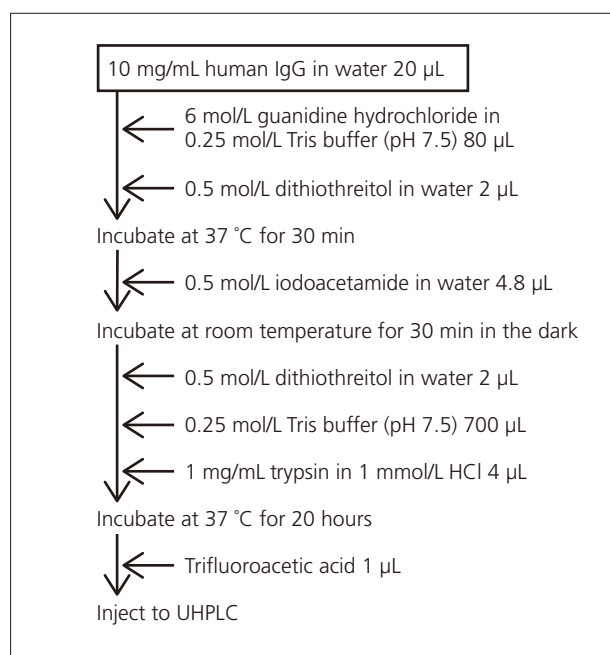 10 mg/mL human IgG in water 20 µL
6 mol/L guanidine hydrochloride in
0.25 mol/L Tris buffer (pH 7.5) 80 µL
0.5 mol/L dithiothreitol in water 2 µL
Incubate at 37 ˚C for 30 min
0.5 mol/L iodoacetamide in water 4.8 µL
Incubate at room temperature for 30 min in the dark
0.5 mol/L dithiothreitol in water 2 µL
0.25 mol/L Tris buffer (pH 7.5) 700 µL
1 mg/mL trypsin in 1 mmol/L HCl 4 µL
Incubate at 37 ˚C for 20 hours
Trifluoroacetic acid 1 µL
Inject to UHPLC